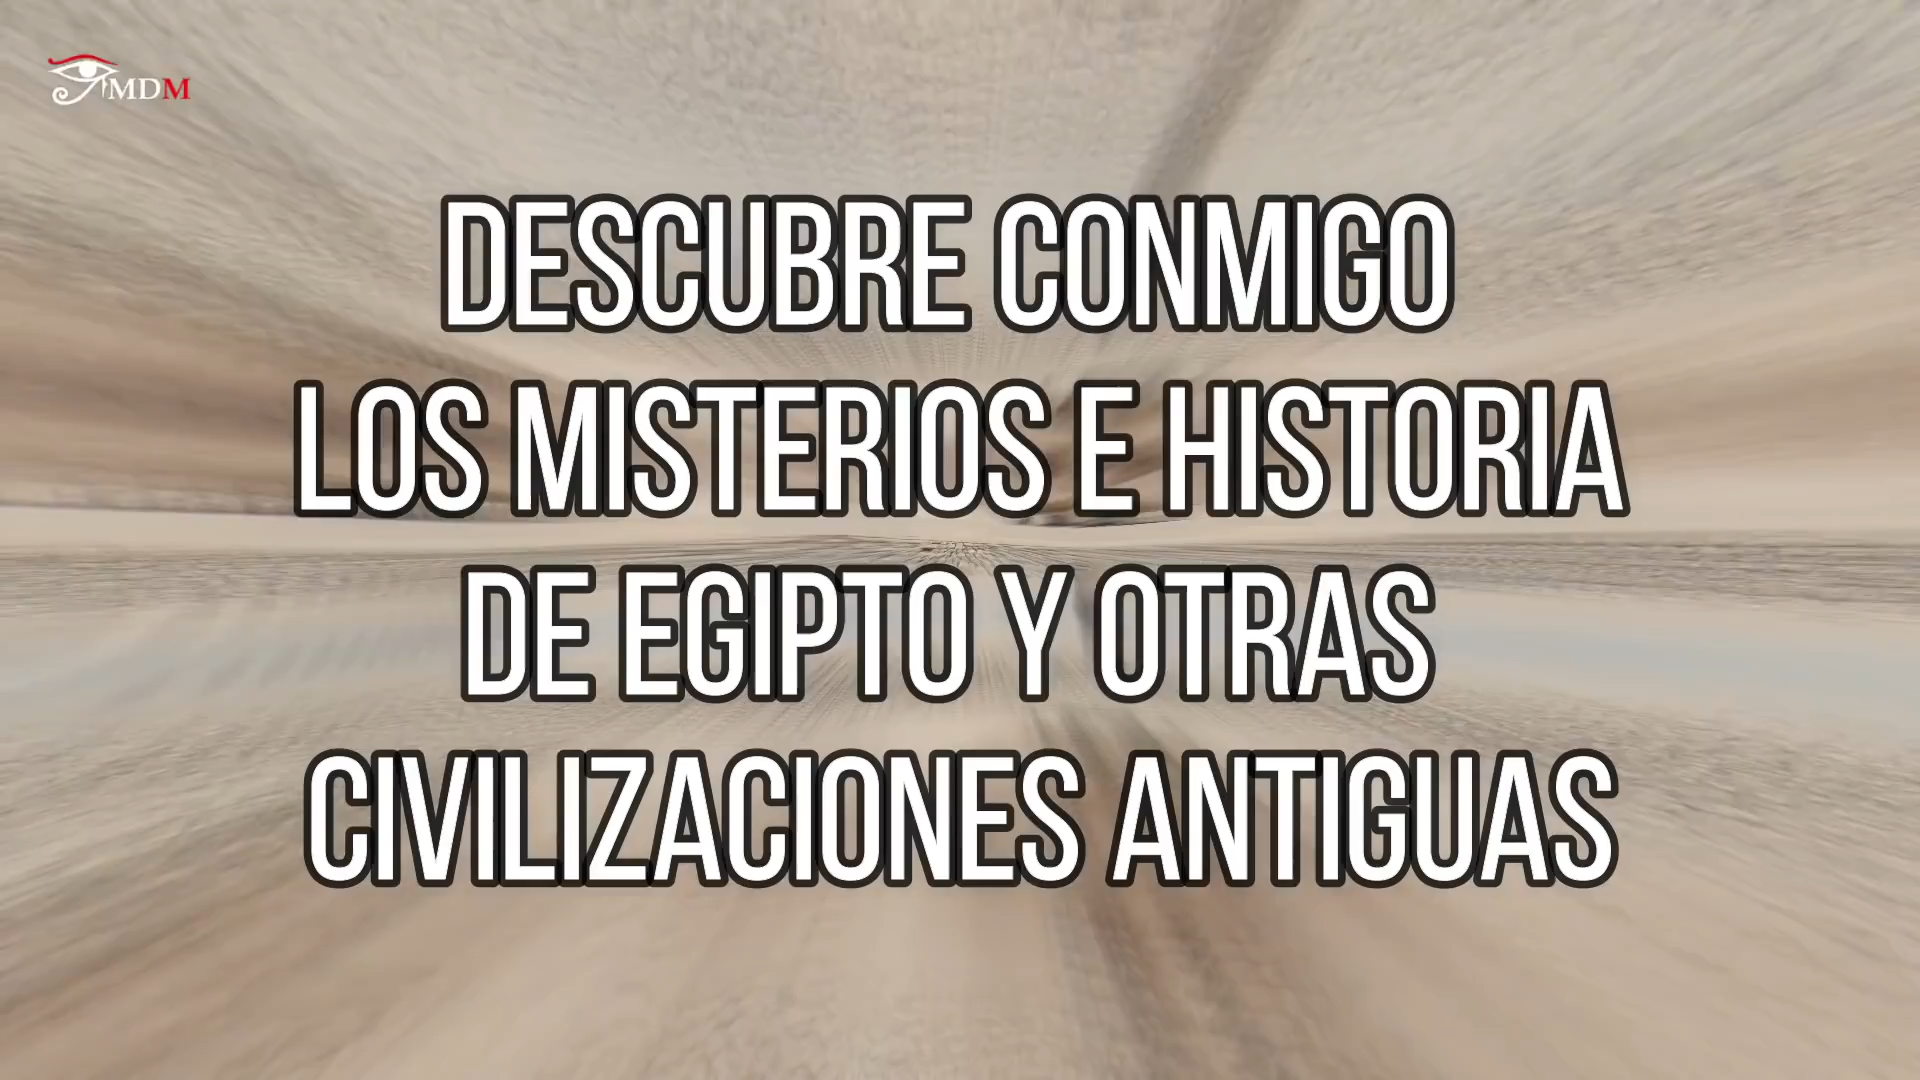 MDM
DESCUBRE CONMIGO
LOS MISTERIOS E HISTORIA
DE EGIPTO Y OTRAS
CIVILIZACIONES ANTIGUAS